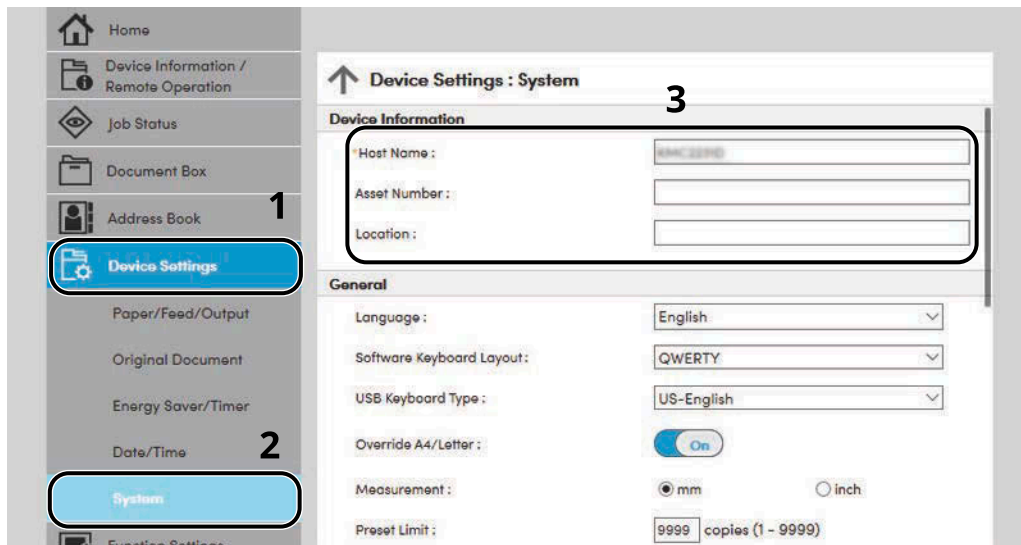 Home
Device Information /
Remote Operation
Job Status
Document Box
Address Book
1
Device Settings
Paper/Feed/Output
Original Document
Energy Saver/Timer
Date/Time
2
System
Function Settings
Device Settings : System
3
Device Information
*Host Name :
Asset Number :
Location :
General
Language : English
Software Keyboard Layout : QWERTY
USB Keyboard Type : US-English
Override A4/Letter : On
Measurement : mm inch
Preset Limit : 9999 copies (1 - 9999)